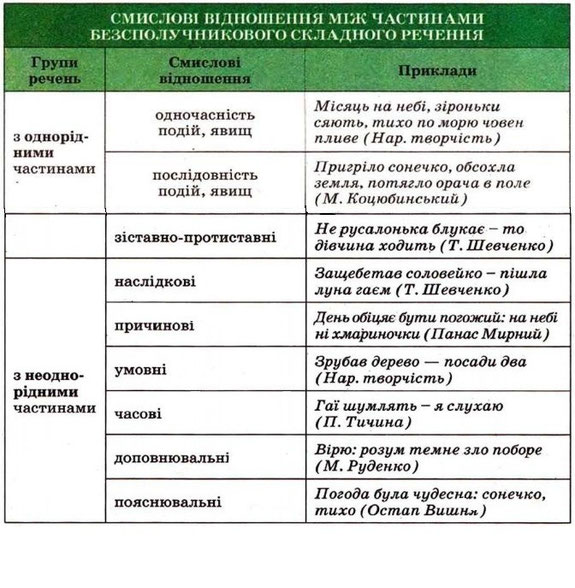 СМИСЛОВІ ВІДНОШЕННЯ МІЖ ЧАСТИНАМИ
БЕЗСПОЛУЧНИКОВОГО СКЛАДНОГО РЕЧЕННЯ
Групи
речень
Смислові
відношення
Приклади
з однорід-
ними
частинами
одночасність
подій, явищ
Місяць на небі, зіроньки
сяють, тихо по морю човен
пливе (Нар. творчість)
послідовність
подій, явищ
Пригріло сонечко, обсохла
земля, потягло орача в поле
(М. Коцюбинський)
зіставно-протиставні
Не русалонька блукає – то
дівчина ходить (Т. Шевченко)
з неодно-
рідними
частинами
наслідкові
Защебетав соловейко – пішла
луна гаєм (Т. Шевченко)
причинові
День обіцяє бути погожий: на небі
ні хмариночки (Панас Мирний)
умовні
Зрубав дерево — посади два
(Нар. творчість)
часові
Гаї шумлять – я слухаю
(П. Тичина)
доповнювальні
Вірю: розум темне зло поборе
(М. Руденко)
пояснювальні
Погода була чудесна: сонечко,
тихо (Остап Вишня)